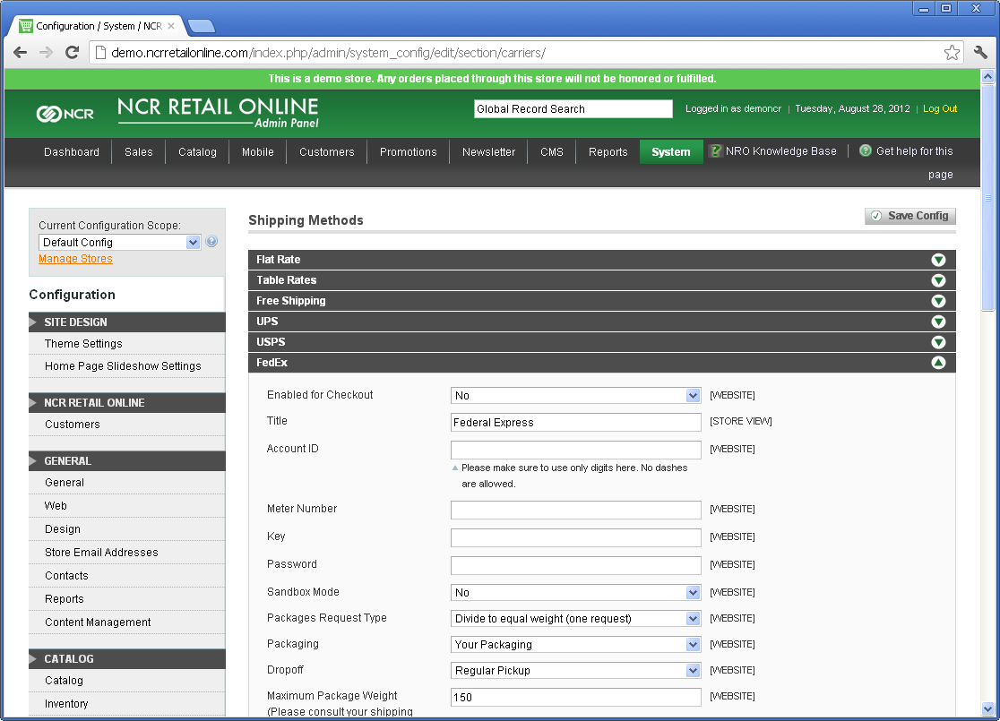 Configuration / System / NCR
demo.ncrretailonline.com/index.php/admin/system_config/edit/section/carriers/
This is a demo store. Any orders placed through this store will not be honored or fulfilled.
NCR
NCR RETAIL ONLINE
Admin Panel
Global Record Search
Logged in as demoncr | Tuesday, August 28, 2012 | Log Out
Dashboard Sales Catalog Mobile Customers Promotions Newsletter CMS Reports System NRO Knowledge Base | Get help for this
page
Current Configuration Scope:
Default Config
Manage Stores
Configuration
SITE DESIGN
Theme Settings
Home Page Slideshow Settings
NCR RETAIL ONLINE
Customers
GENERAL
General
Web
Design
Store Email Addresses
Contacts
Reports
Content Management
CATALOG
Catalog
Inventory
Shipping Methods
Save Config
Flat Rate
Table Rates
Free Shipping
UPS
USPS
FedEx
Enabled for Checkout No [WEBSITE]
Title Federal Express [STORE VIEW]
Account ID [WEBSITE]
Please make sure to use only digits here. No dashes
are allowed.
Meter Number [WEBSITE]
Key [WEBSITE]
Password [WEBSITE]
Sandbox Mode No [WEBSITE]
Packages Request Type Divide to equal weight (one request) [WEBSITE]
Packaging Your Packaging [WEBSITE]
Dropoff Regular Pickup [WEBSITE]
Maximum Package Weight 150 [WEBSITE]
(Please consult your shipping